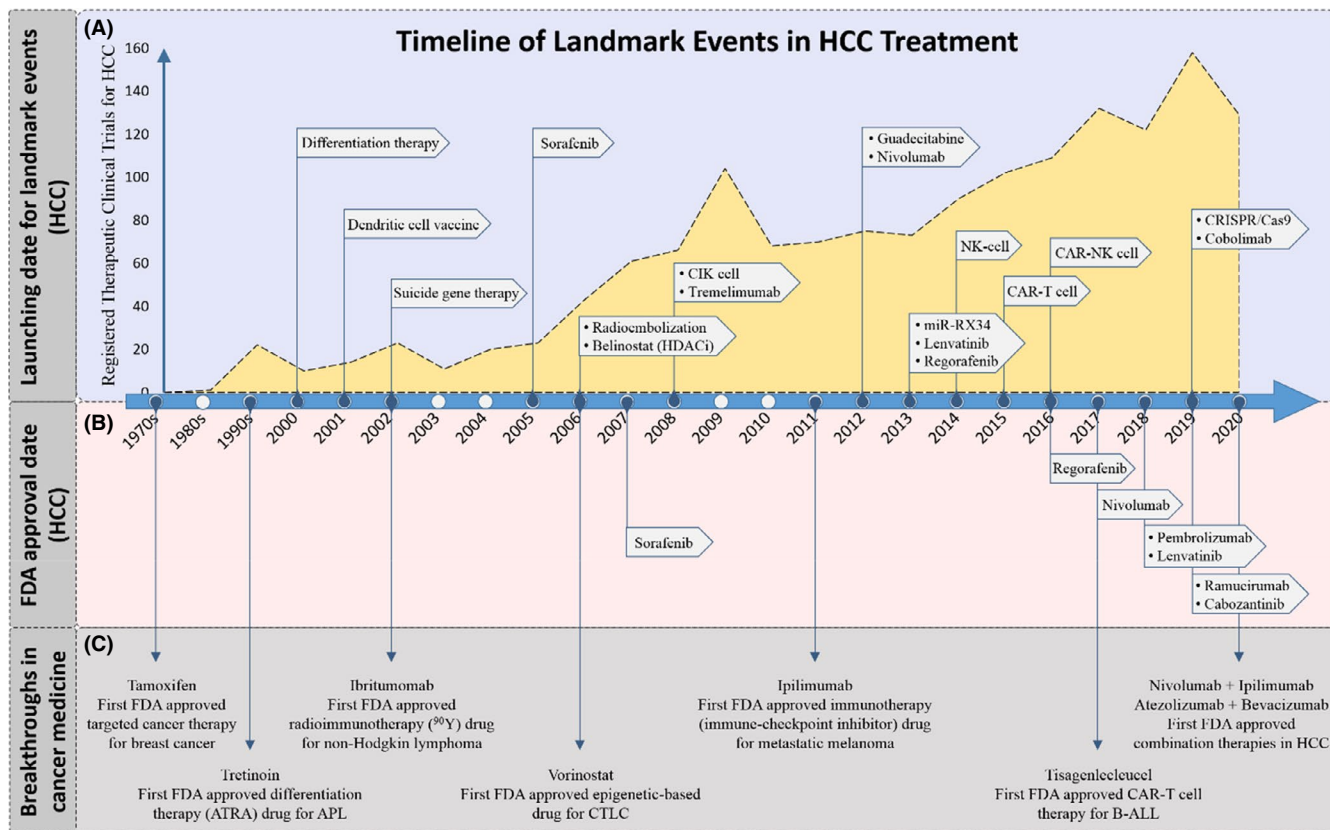 (A)
Timeline of Landmark Events in HCC Treatment
Launching date for landmark events
(HCC)
Registered Therapeutic Clinical Trials for HCC
160
140
120
100
80
60
40
20
0
Differentiation therapy
Dendritic cell vaccine
Suicide gene therapy
Sorafenib
• Radioembolization
• Belinostat (HDACi)
• CIK cell
• Tremelimumab
• Guadecitabine
• Nivolumab
• miR-RX34
• Lenvatinib
• Regorafenib
NK-cell
CAR-T cell
CAR-NK cell
• CRISPR/Cas9
• Cobolimab
1970s
1980s
1990s
2000
2001
2002
2003
2004
2005
2006
2007
2008
2009
2010
2011
2012
2013
2014
2015
2016
2017
2018
2019
2020
(B)
FDA approval date
(HCC)
Sorafenib
Regorafenib
Nivolumab
• Pembrolizumab
• Lenvatinib
• Ramucirumab
• Cabozantinib
(C)
Breakthroughs in
cancer medicine
Tamoxifen
First FDA approved
targeted cancer therapy
for breast cancer
Tretinoin
First FDA approved differentiation
therapy (ATRA) drug for APL
Ibritumomab
First FDA approved
radioimmunotherapy (⁹⁰Y) drug
for non-Hodgkin lymphoma
Vorinostat
First FDA approved epigenetic-based
drug for CTLC
Ipilimumab
First FDA approved immunotherapy
(immune-checkpoint inhibitor) drug
for metastatic melanoma
Tisagenlecleucel
First FDA approved CAR-T cell
therapy for B-ALL
Nivolumab + Ipilimumab
Atezolizumab + Bevacizumab
First FDA approved
combination therapies in HCC